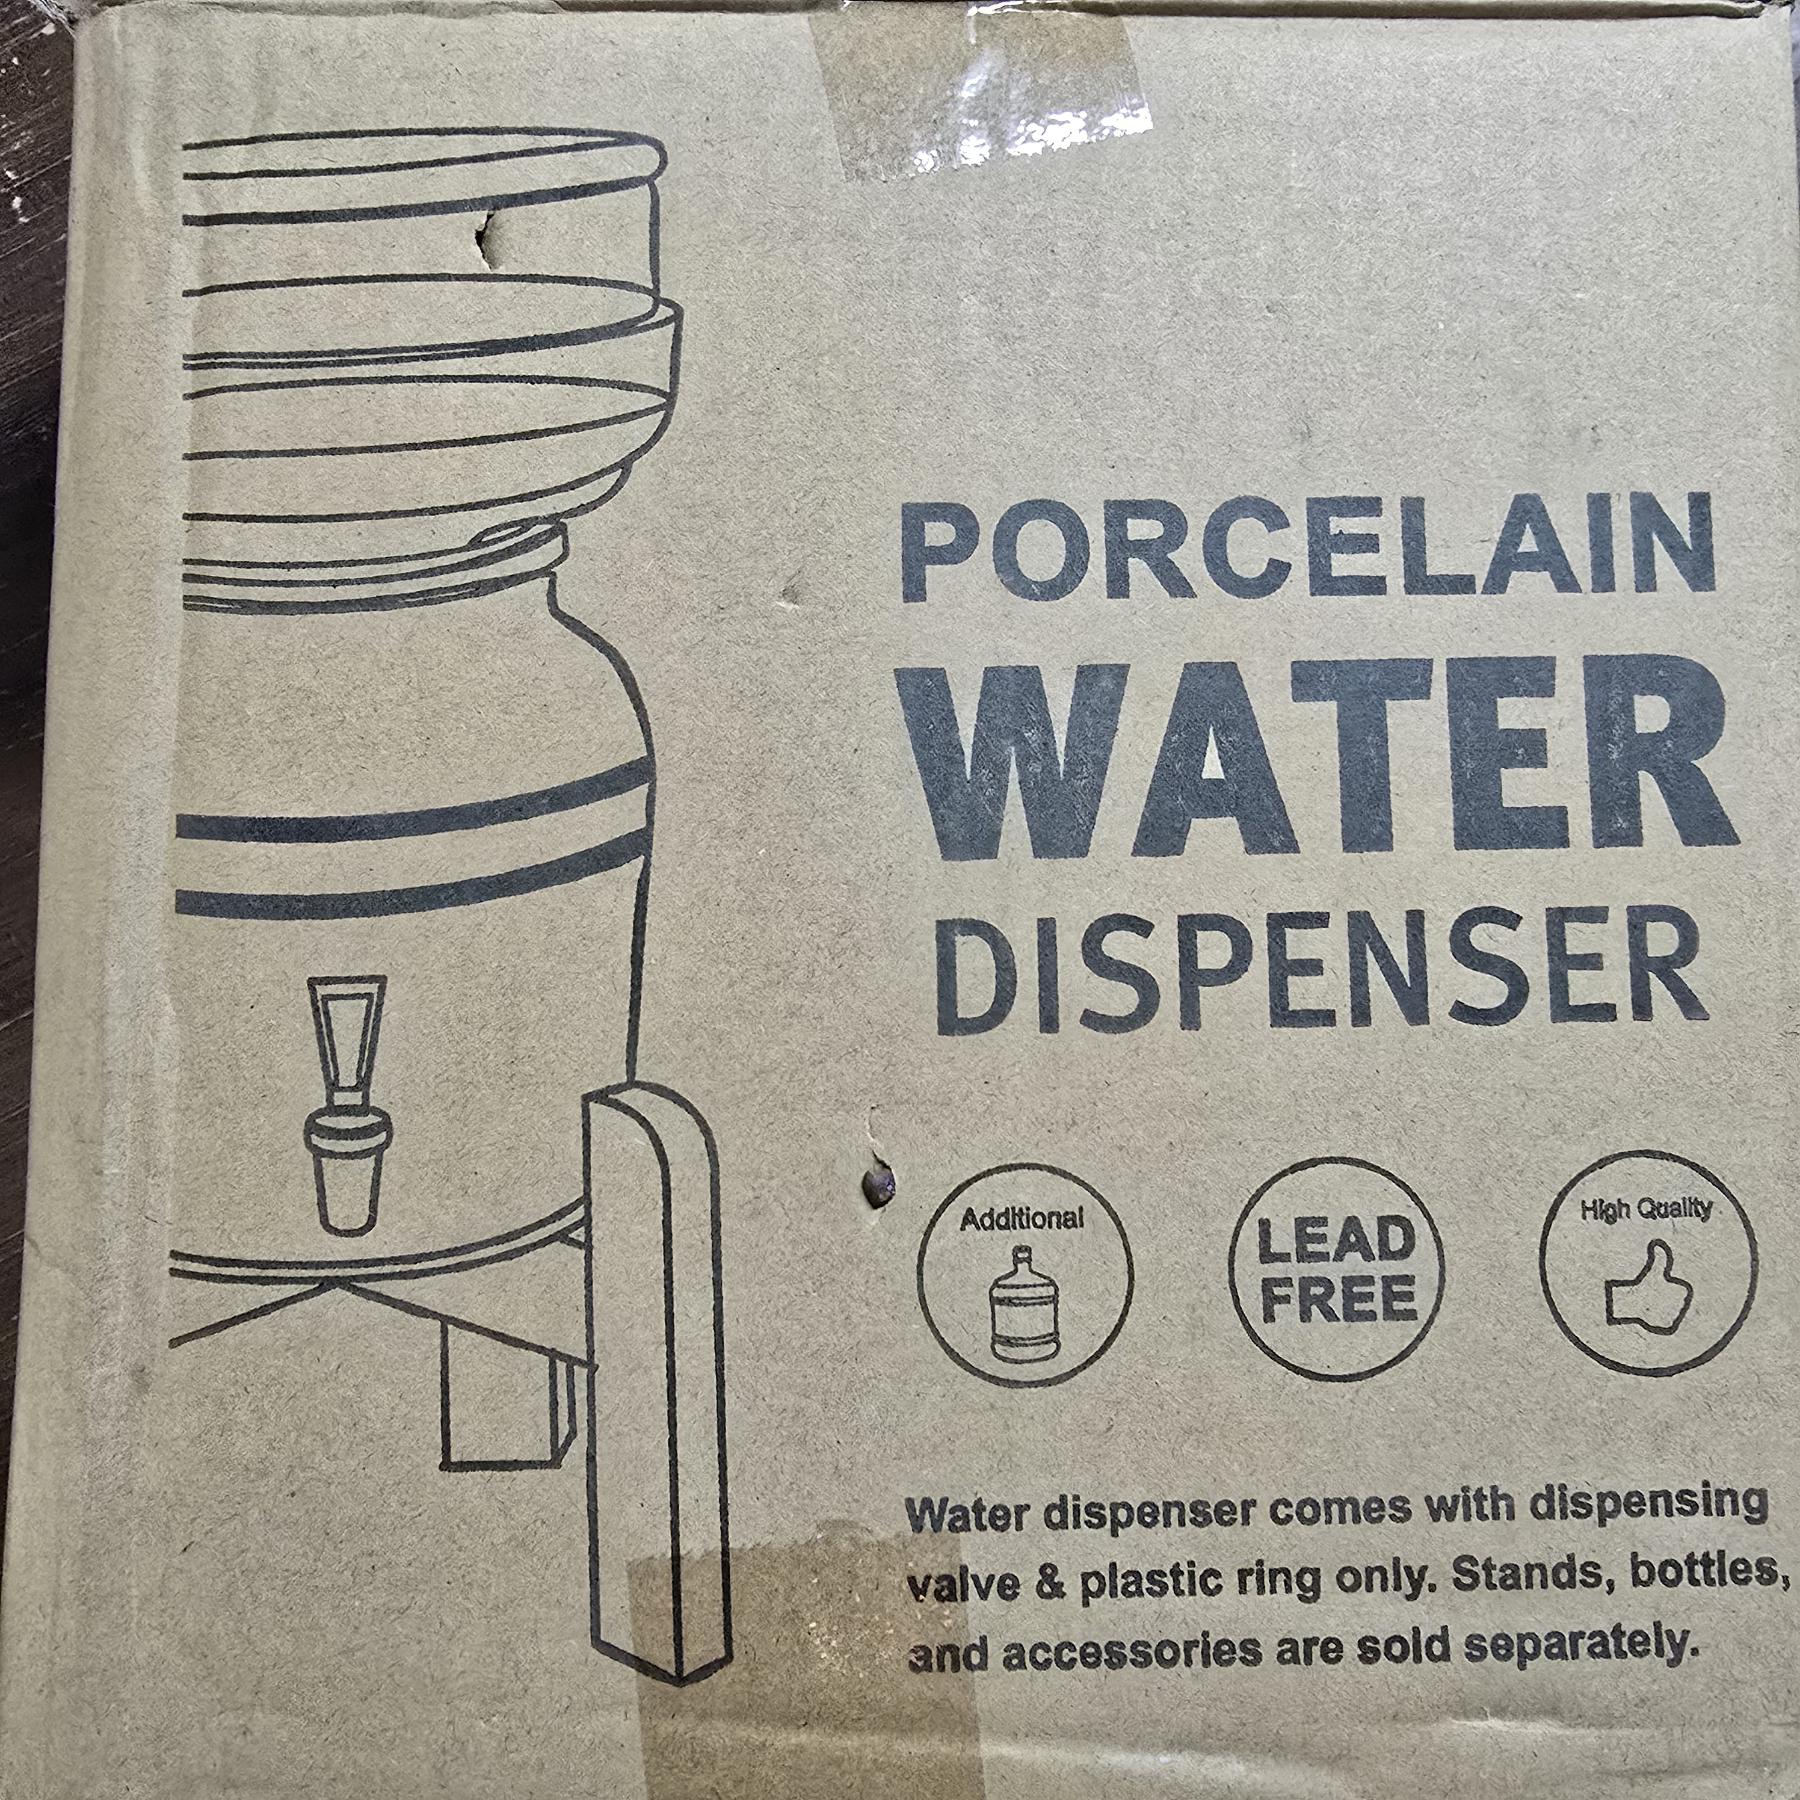 PORCELAIN
WATER
DISPENSER
Additional
LEAD
FREE
High Quality
Water dispenser comes with dispensing
valve & plastic ring only. Stands, bottles,
and accessories are sold separately.